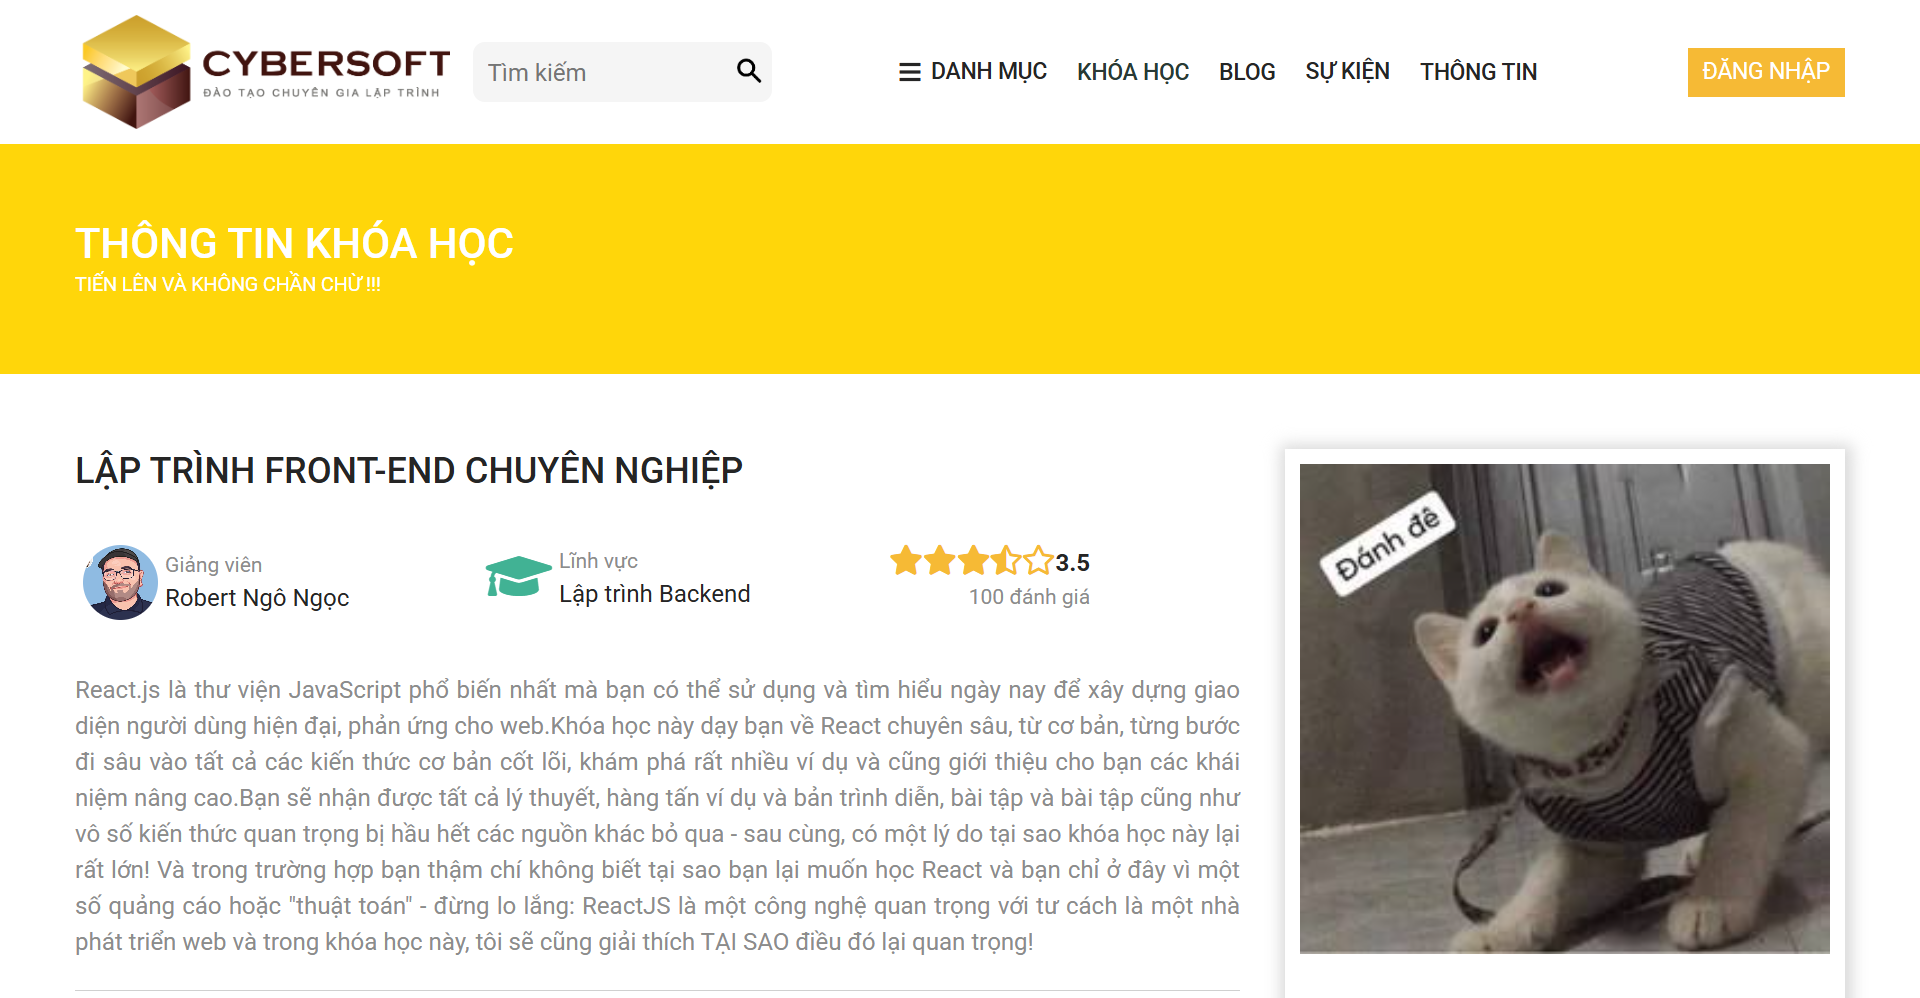 CYBERSOFT
ĐÀO TẠO CHUYÊN GIA LẬP TRÌNH
Tìm kiếm
DANH MỤC
KHÓA HỌC
BLOG
SỰ KIỆN
THÔNG TIN
ĐĂNG NHẬP
THÔNG TIN KHÓA HỌC
TIẾN LÊN VÀ KHÔNG CHẦN CHỪ !!!
LẬP TRÌNH FRONT-END CHUYÊN NGHIỆP
Giảng viên
Robert Ngô Ngọc
Lĩnh vực
Lập trình Backend
3.5
100 đánh giá
React.js là thư viện JavaScript phổ biến nhất mà bạn có thể sử dụng và tìm hiểu ngày nay để xây dựng giao
diện người dùng hiện đại, phản ứng cho web.Khóa học này dạy bạn về React chuyên sâu, từ cơ bản, từng bước
đi sâu vào tất cả các kiến thức cơ bản cốt lõi, khám phá rất nhiều ví dụ và cũng giới thiệu cho bạn các khái
niệm nâng cao.Bạn sẽ nhận được tất cả lý thuyết, hàng tấn ví dụ và bản trình diễn, bài tập và bài tập cũng như
vô số kiến thức quan trọng bị hầu hết các nguồn khác bỏ qua - sau cùng, có một lý do tại sao khóa học này lại
rất lớn! Và trong trường hợp bạn thậm chí không biết tại sao bạn lại muốn học React và bạn chỉ ở đây vì một
số quảng cáo hoặc "thuật toán" - đừng lo lắng: ReactJS là một công nghệ quan trọng với tư cách là một nhà
phát triển web và trong khóa học này, tôi sẽ cũng giải thích TẠI SAO điều đó lại quan trọng!
Đánh đê